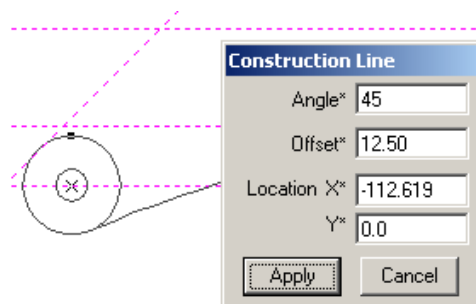 Construction Line
Angle* 45
Offset* 12.50
Location X* -112.619
Y* 0.0
Apply Cancel